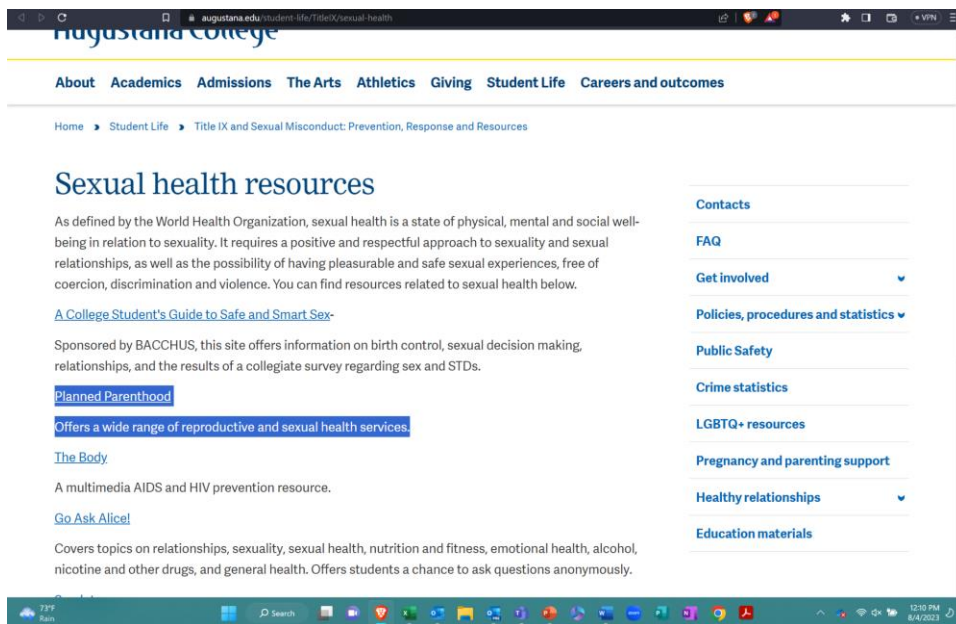 augustana.edu/student-life/TitleIX/sexual-health
VPN
Augustana College
About Academics Admissions The Arts Athletics Giving Student Life Careers and outcomes
Home Student Life Title IX and Sexual Misconduct: Prevention, Response and Resources
Sexual health resources
As defined by the World Health Organization, sexual health is a state of physical, mental and social well-
being in relation to sexuality. It requires a positive and respectful approach to sexuality and sexual
relationships, as well as the possibility of having pleasurable and safe sexual experiences, free of
coercion, discrimination and violence. You can find resources related to sexual health below.
A College Student's Guide to Safe and Smart Sex-
Sponsored by BACCHUS, this site offers information on birth control, sexual decision making,
relationships, and the results of a collegiate survey regarding sex and STDs.
Planned Parenthood
Offers a wide range of reproductive and sexual health services.
The Body
A multimedia AIDS and HIV prevention resource.
Go Ask Alice!
Covers topics on relationships, sexuality, sexual health, nutrition and fitness, emotional health, alcohol,
nicotine and other drugs, and general health. Offers students a chance to ask questions anonymously.
Contacts
FAQ
Get involved
Policies, procedures and statistics
Public Safety
Crime statistics
LGBTQ+ resources
Pregnancy and parenting support
Healthy relationships
Education materials
73°F
Rain
Search
12:10 PM
8/4/2023